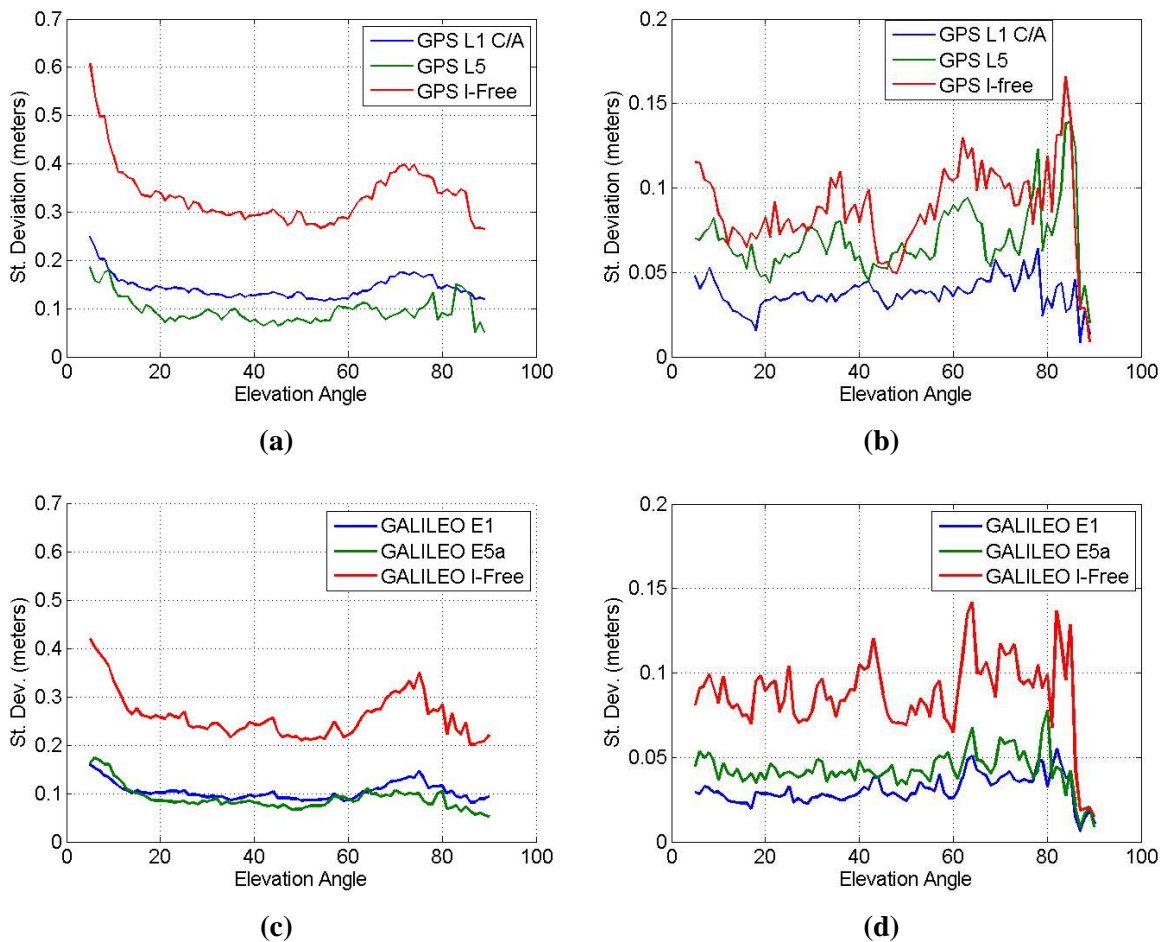 0.7
0.6
0.5
0.4
0.3
0.2
0.1
0
St. Deviation (meters)
GPS L1 C/A
GPS L5
GPS I-Free
0 20 40 60 80 100
Elevation Angle
(a)
0.2
0.15
0.1
0.05
0
St. Deviation (meters)
GPS L1 C/A
GPS L5
GPS I-free
0 20 40 60 80 100
Elevation Angle
(b)
0.7
0.6
0.5
0.4
0.3
0.2
0.1
0
St. Dev. (meters)
GALILEO E1
GALILEO E5a
GALILEO I-Free
0 20 40 60 80 100
Elevation Angle
(c)
0.2
0.15
0.1
0.05
0
St. Dev. (meters)
GALILEO E1
GALILEO E5a
GALILEO I-Free
0 20 40 60 80 100
Elevation Angle
(d)